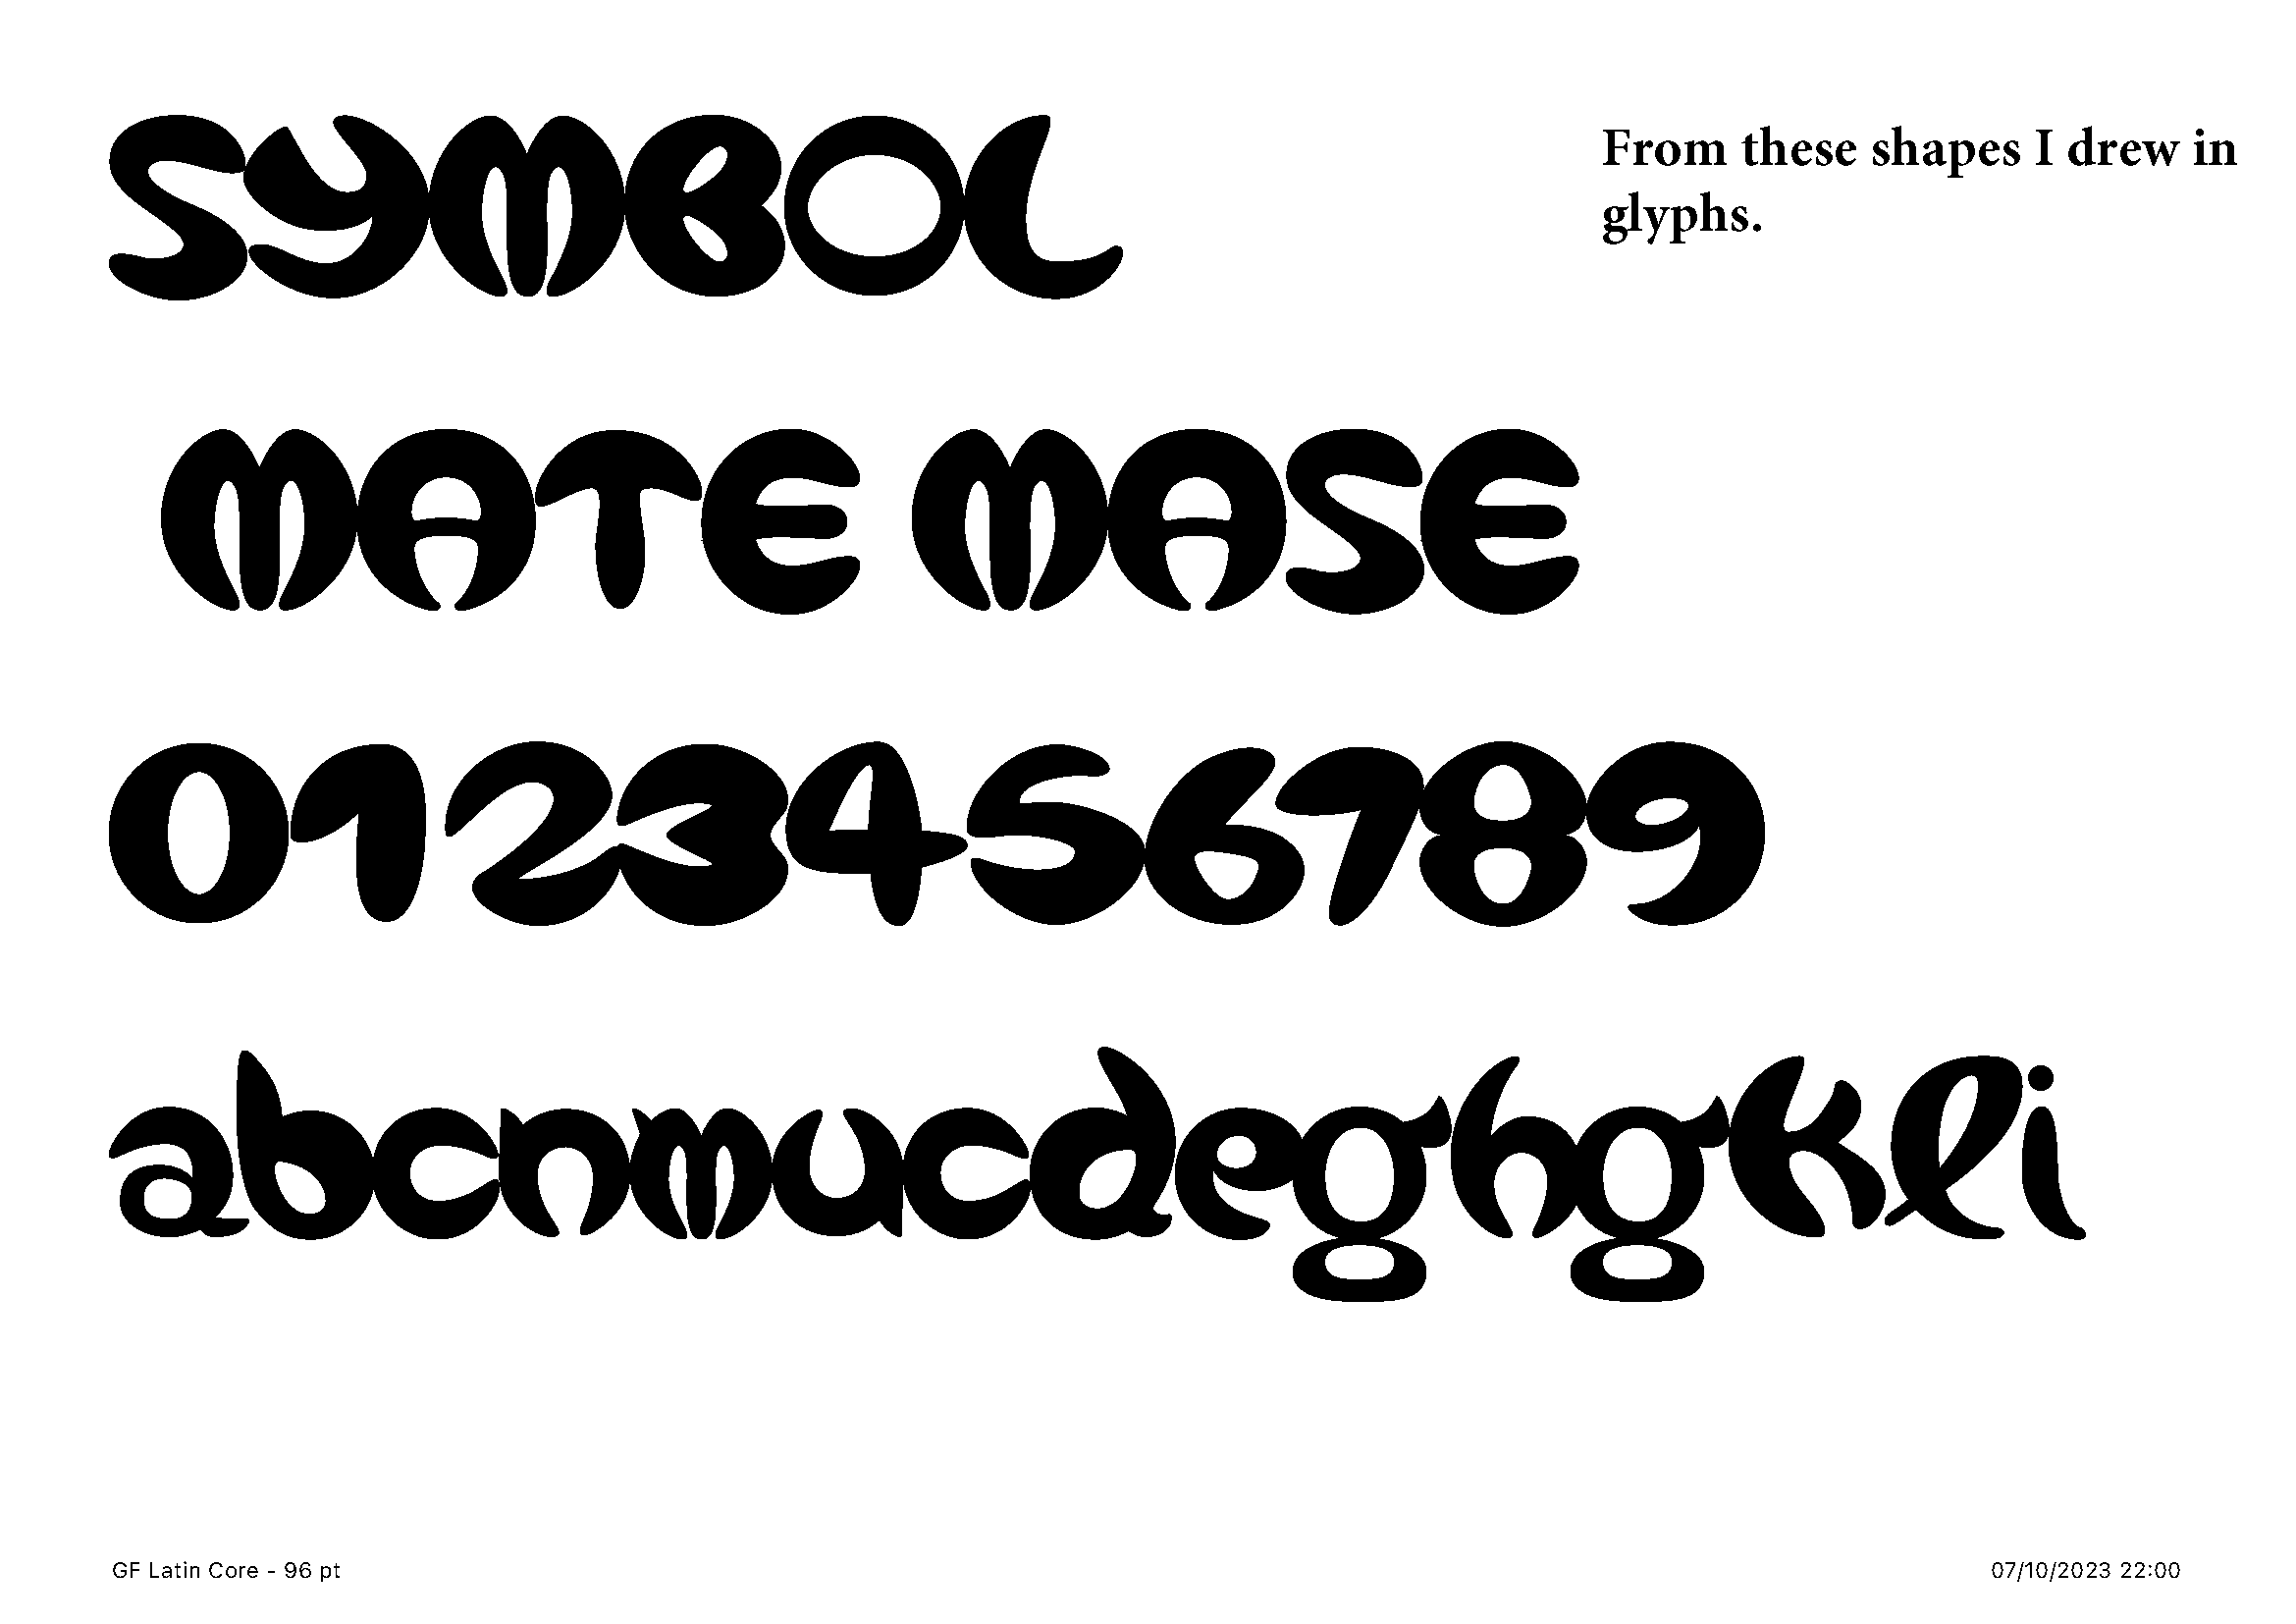 SYMBOL
From these shapes I drew in
glyphs.
MATE MASE
0123456789
abcnmucdeghgkli
GF Latin Core - 96 pt
07/10/2023 22:00